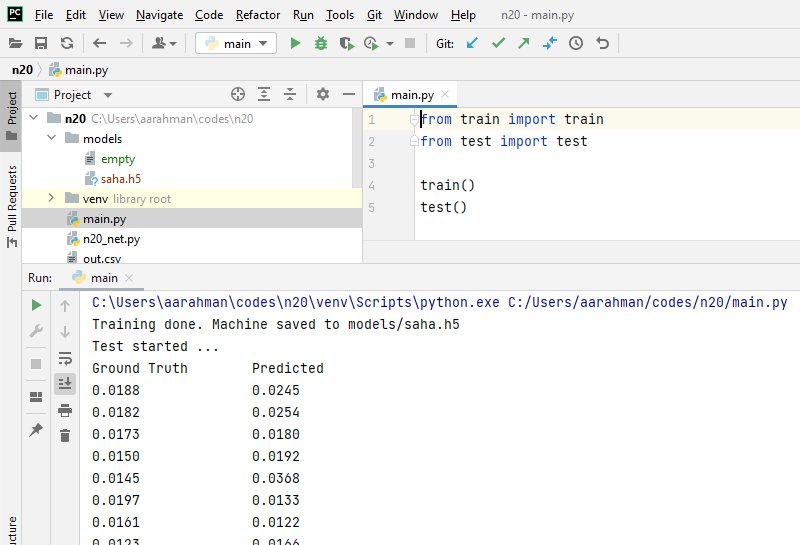 PC File Edit View Navigate Code Refactor Run Tools Git Window Help n20 - main.py
main Git:
n20 main.py
Project
Pull Requests
Project
n20 C:\Users\aarahman\codes\n20
models
empty
saha.h5
venv library root
main.py
n20_net.py
out.csv
main.py
1 from train import train
2 from test import test
3
4 train()
5 test()
Run: main
C:\Users\aarahman\codes\n20\venv\Scripts\python.exe C:/Users/aarahman/codes/n20/main.py
Training done. Machine saved to models/saha.h5
Test started ...
Ground Truth Predicted
0.0188 0.0245
0.0182 0.0254
0.0173 0.0180
0.0150 0.0192
0.0145 0.0368
0.0197 0.0133
0.0161 0.0122
0.0123 0.0166